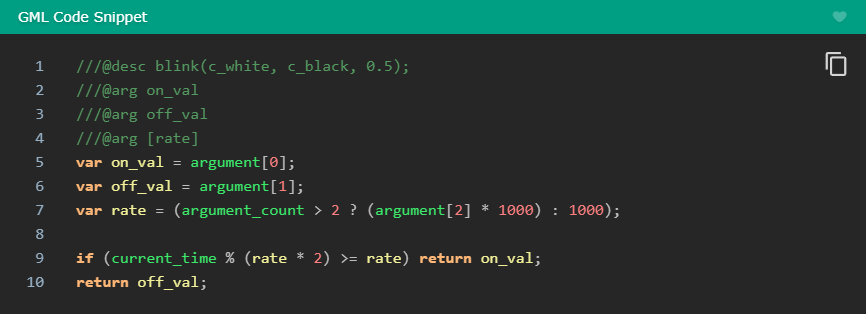 GML Code Snippet
1 ///@desc blink(c_white, c_black, 0.5);
2 ///@arg on_val
3 ///@arg off_val
4 ///@arg [rate]
5 var on_val = argument[0];
6 var off_val = argument[1];
7 var rate = (argument_count > 2 ? (argument[2] * 1000) : 1000);
8
9 if (current_time % (rate * 2) >= rate) return on_val;
10 return off_val;